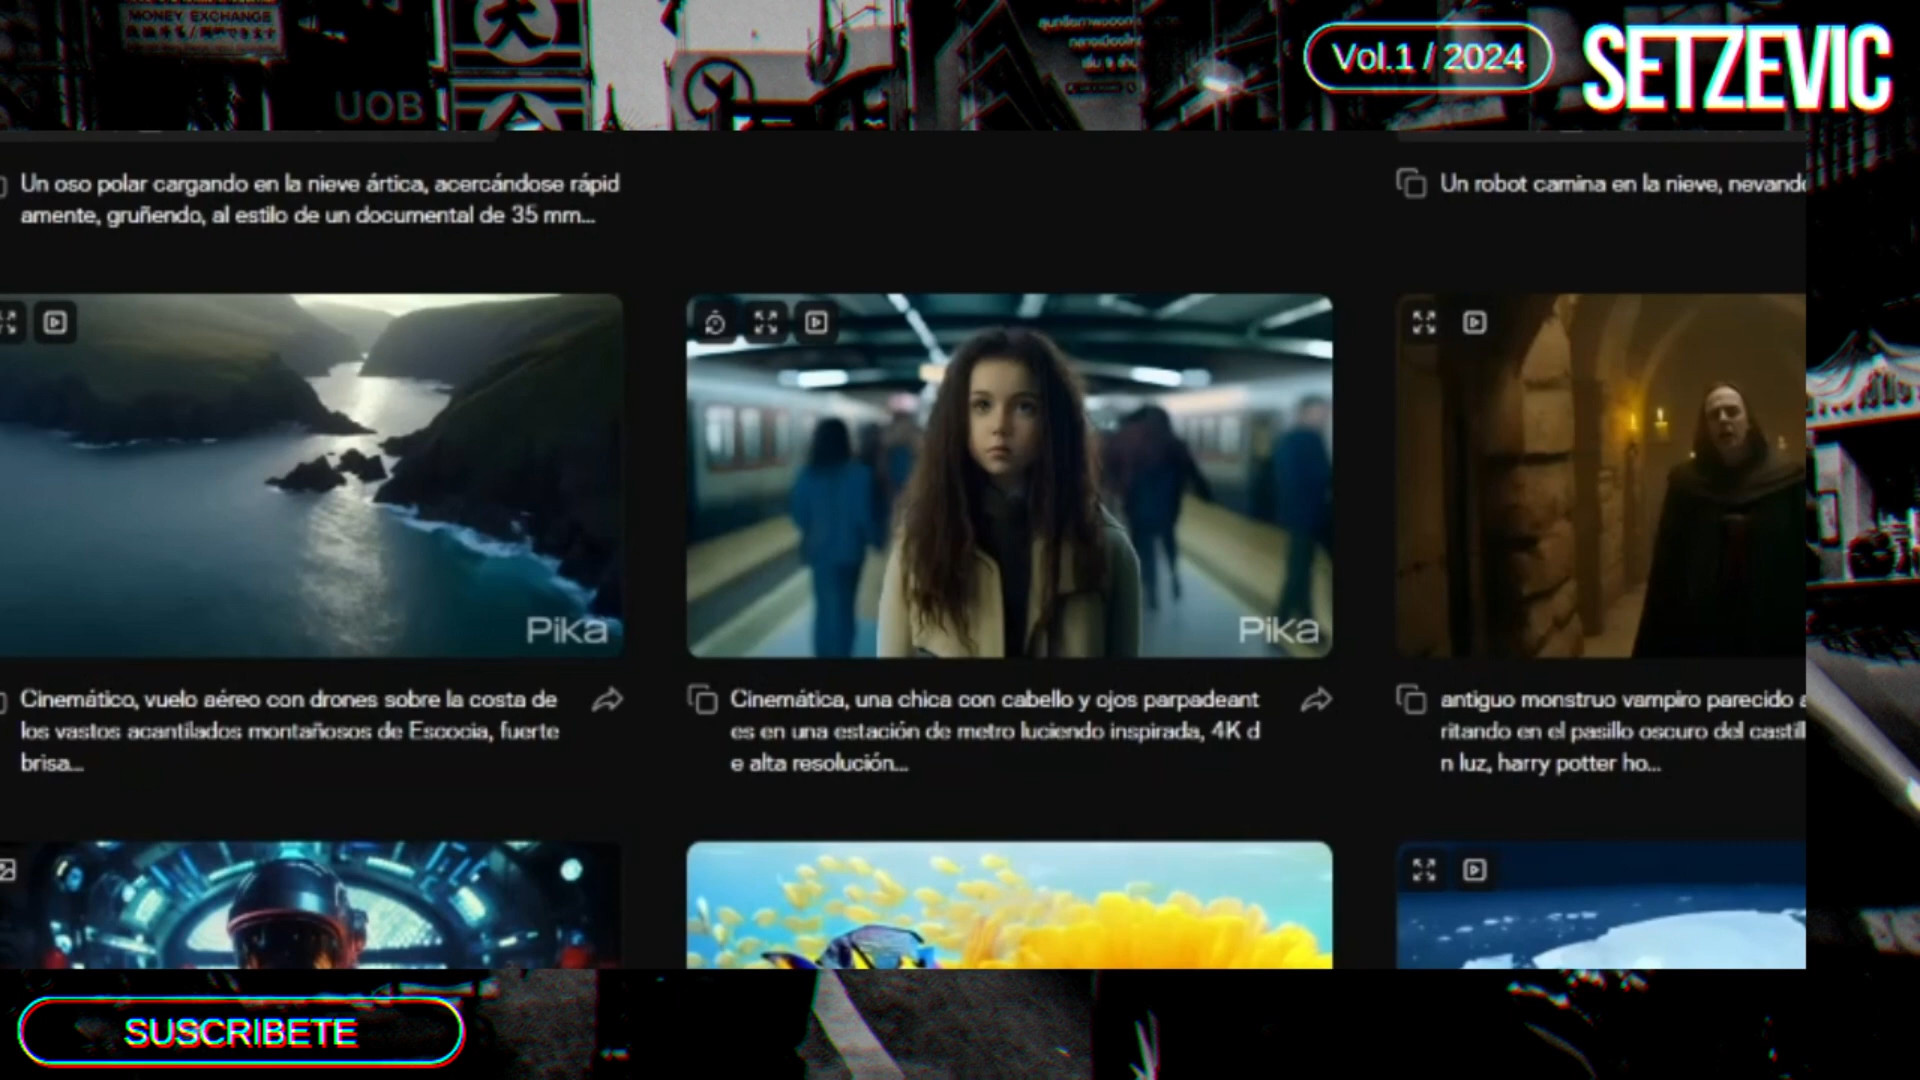 MONEY EXCHANGE
UOB
大
Vol.1 / 2024
SETZEVIC
Un oso polar cargando en la nieve ártica, acercándose rápid
amente, gruñendo, al estilo de un documental de 35 mm...
Un robot camina en la nieve, nevando
Pika
Pika
Cinemático, vuelo aéreo con drones sobre la costa de
los vastos acantilados montañosos de Escocia, fuerte
brisa...
Cinemática, una chica con cabello y ojos parpadeant
es en una estación de metro luciendo inspirada, 4K d
e alta resolución...
antiguo monstruo vampiro parecido a
ritando en el pasillo oscuro del castill
n luz, harry potter ho...
SUSCRIBETE